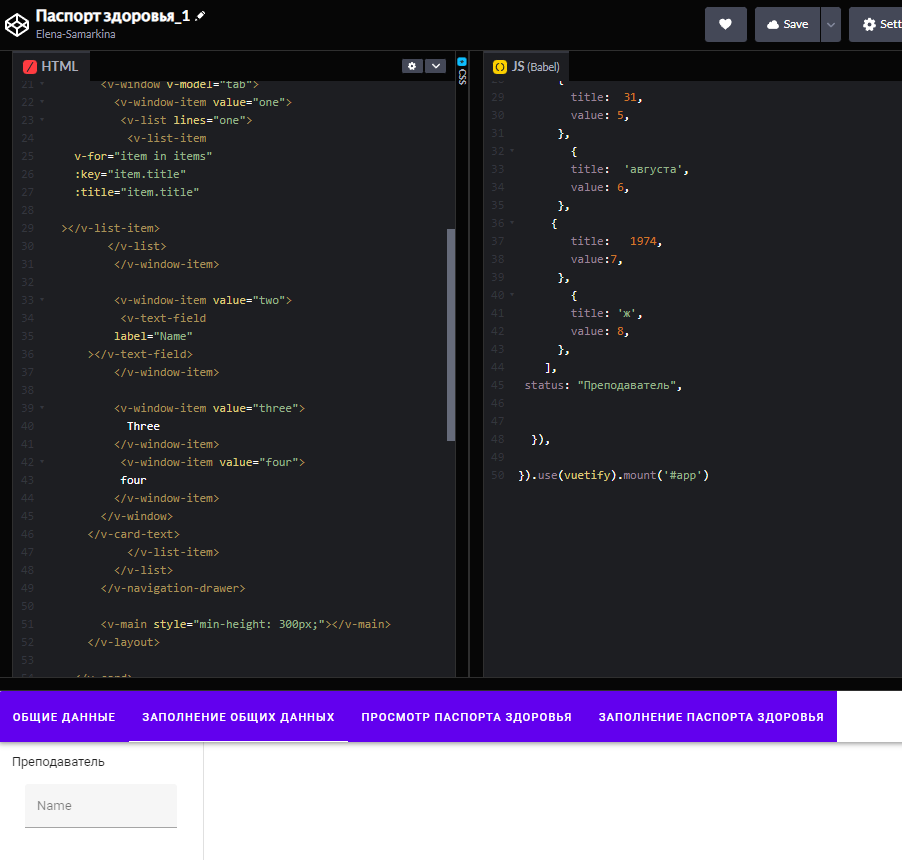 Паспорт здоровья_1
Elena-Samarkina
Save
Sett
HTML
21 <v-window v-model="tab">
22 <v-window-item value="one">
23 <v-list lines="one">
24 <v-list-item
25 v-for="item in items"
26 :key="item.title"
27 :title="item.title"
28
29 ></v-list-item>
30 </v-list>
31 </v-window-item>
32
33 <v-window-item value="two">
34 <v-text-field
35 label="Name"
36 ></v-text-field>
37 </v-window-item>
38
39 <v-window-item value="three">
40 Three
41 </v-window-item>
42 <v-window-item value="four">
43 four
44 </v-window-item>
45 </v-window>
46 </v-card-text>
47 </v-list-item>
48 </v-list>
49 </v-navigation-drawer>
50
51 <v-main style="min-height: 300px;"></v-main>
52 </v-layout>
53
CSS
JS (Babel)
28 {
29 title: 31,
30 value: 5,
31 },
32 {
33 title: 'августа',
34 value: 6,
35 },
36 {
37 title: 1974,
38 value:7,
39 },
40 {
41 title: 'ж',
42 value: 8,
43 },
44 ],
45 status: "Преподаватель",
46
47
48 }),
49
50 }).use(vuetify).mount('#app')
ОБЩИЕ ДАННЫЕ ЗАПОЛНЕНИЕ ОБЩИХ ДАННЫХ ПРОСМОТР ПАСПОРТА ЗДОРОВЬЯ ЗАПОЛНЕНИЕ ПАСПОРТА ЗДОРОВЬЯ
Преподаватель
Name